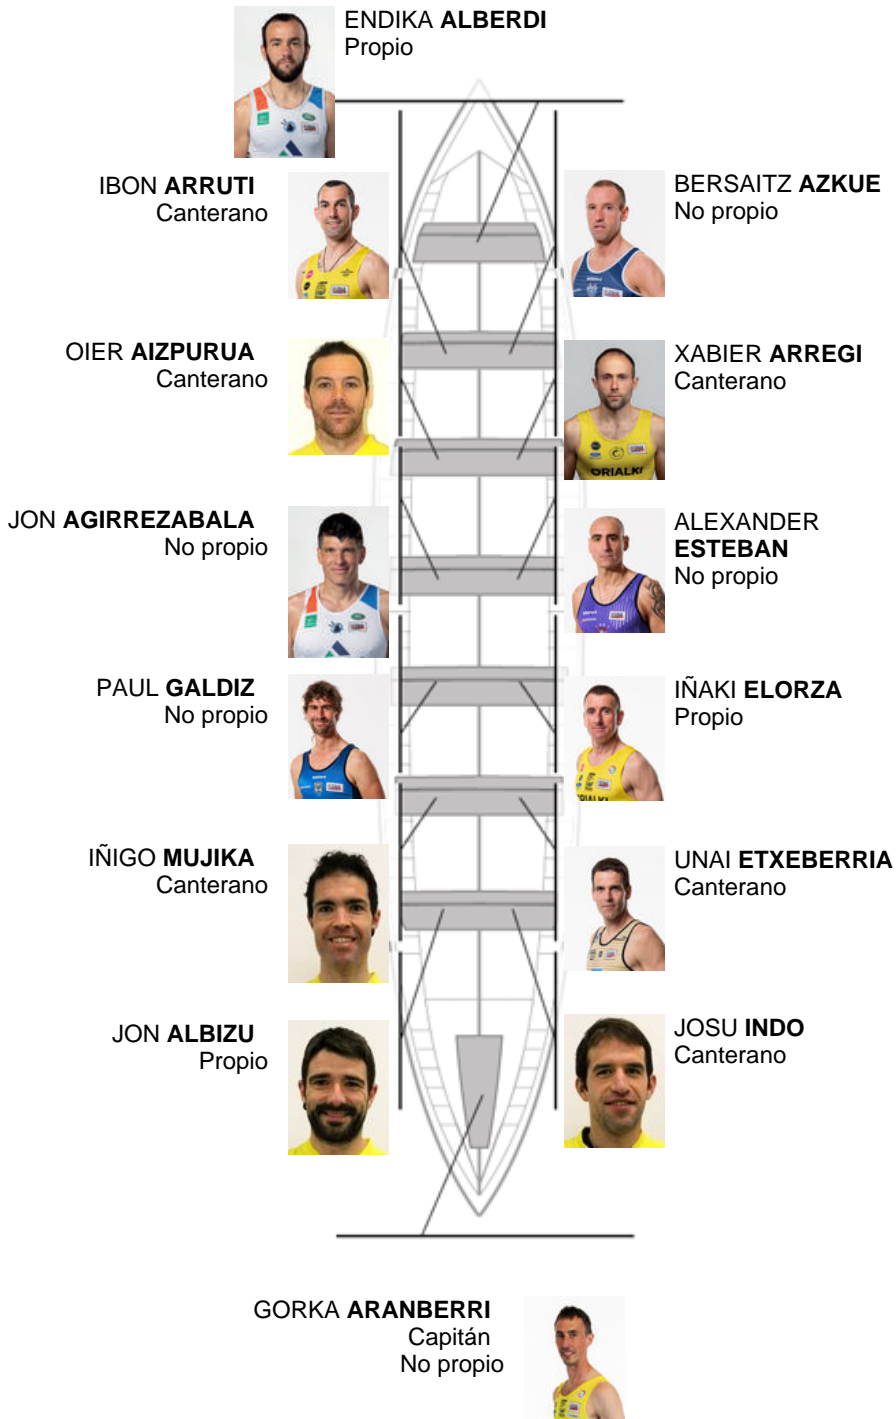 ENDIKA ALBERDI
Propio
IBON ARRUTI
Canterano
BERSAITZ AZKUE
No propio
OIER AIZPURUA
Canterano
XABIER ARREGI
Canterano
ORIALKI
JON AGIRREZABALA
No propio
ALEXANDER
ESTEBAN
No propio
PAUL GALDIZ
No propio
IÑAKI ELORZA
Propio
IÑIGO MUJIKA
Canterano
UNAI ETXEBERRIA
Canterano
JON ALBIZU
Propio
JOSU INDO
Canterano
GORKA ARANBERRI
Capitán
No propio